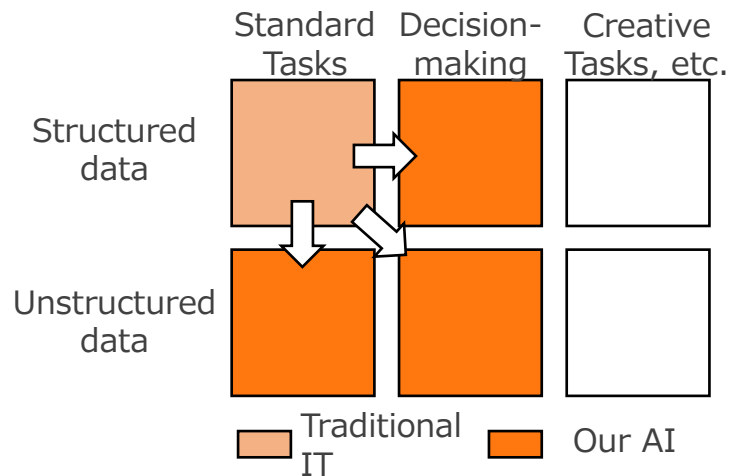 Standard
Tasks
Decision-
making
Creative
Tasks, etc.
Structured
data
Unstructured
data
Traditional
IT
Our AI